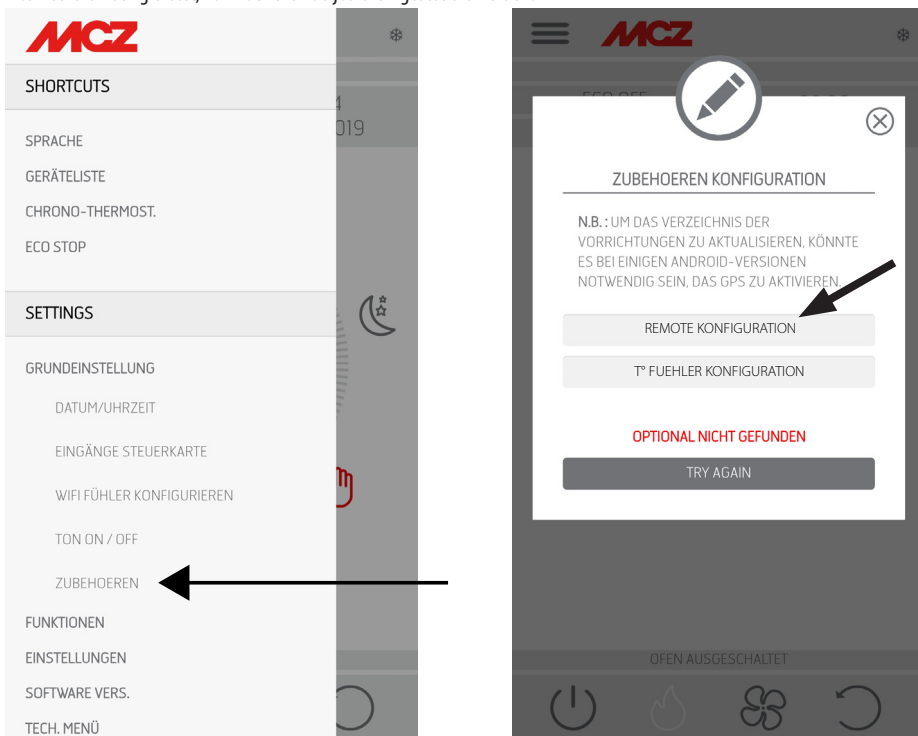 MCZ
SHORTCUTS
SPRACHE
GERÄTELISTE
CHRONO-THERMOST.
ECO STOP
SETTINGS
GRUNDEINSTELLUNG
DATUM/UHRZEIT
EINGÄNGE STEUERKARTE
WIFI FÜHLER KONFIGURIEREN
TON ON / OFF
ZUBEHOEREN
FUNKTIONEN
EINSTELLUNGEN
SOFTWARE VERS.
TECH. MENÜ
4
019
MCZ
ZUBEHOEREN KONFIGURATION
N.B. : UM DAS VERZEICHNIS DER
VORRICHTUNGEN ZU AKTUALISIEREN, KÖNNTE
ES BEI EINIGEN ANDROID-VERSIONEN
NOTWENDIG SEIN, DAS GPS ZU AKTIVIEREN.
REMOTE KONFIGURATION
T° FUEHLER KONFIGURATION
OPTIONAL NICHT GEFUNDEN
TRY AGAIN
OFEN AUSGESCHALTET